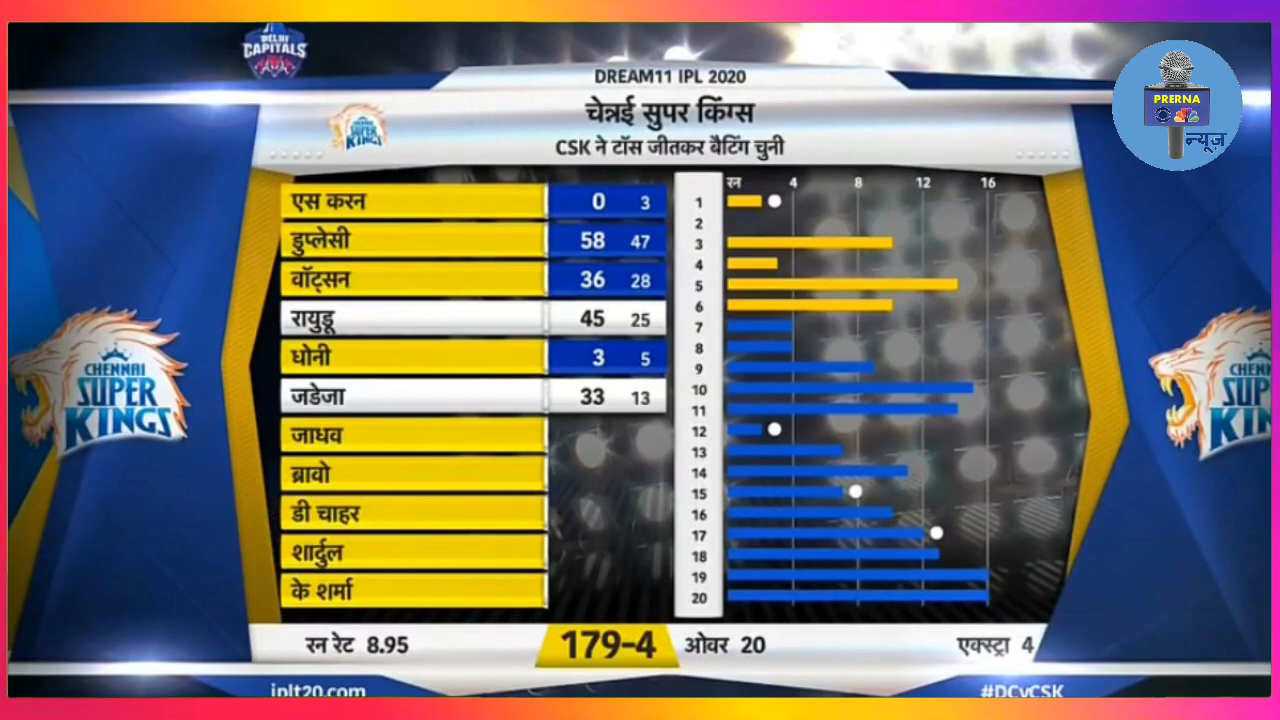 DELHI
CAPITALS
DREAM11 IPL 2020
चेन्नई सुपर किंग्स
CSK ने टॉस जीतकर बैटिंग चुनी
CHENNAI
SUPER
KINGS
PRERNA
न्यूज़
एस करन 0 3
डुप्लेसी 58 47
वॉट्सन 36 28
रायुडू 45 25
धोनी 3 5
जडेजा 33 13
जाधव
ब्रावो
डी चाहर
शार्दुल
के शर्मा
रन 4 8 12 16
1
2
3
4
5
6
7
8
9
10
11
12
13
14
15
16
17
18
19
20
CHENNAI
SUPER
KINGS
CHENN
SUP
KIN
रन रेट 8.95 179-4 ओवर 20 एक्स्ट्रा 4
iplt20.com #DCvCSK